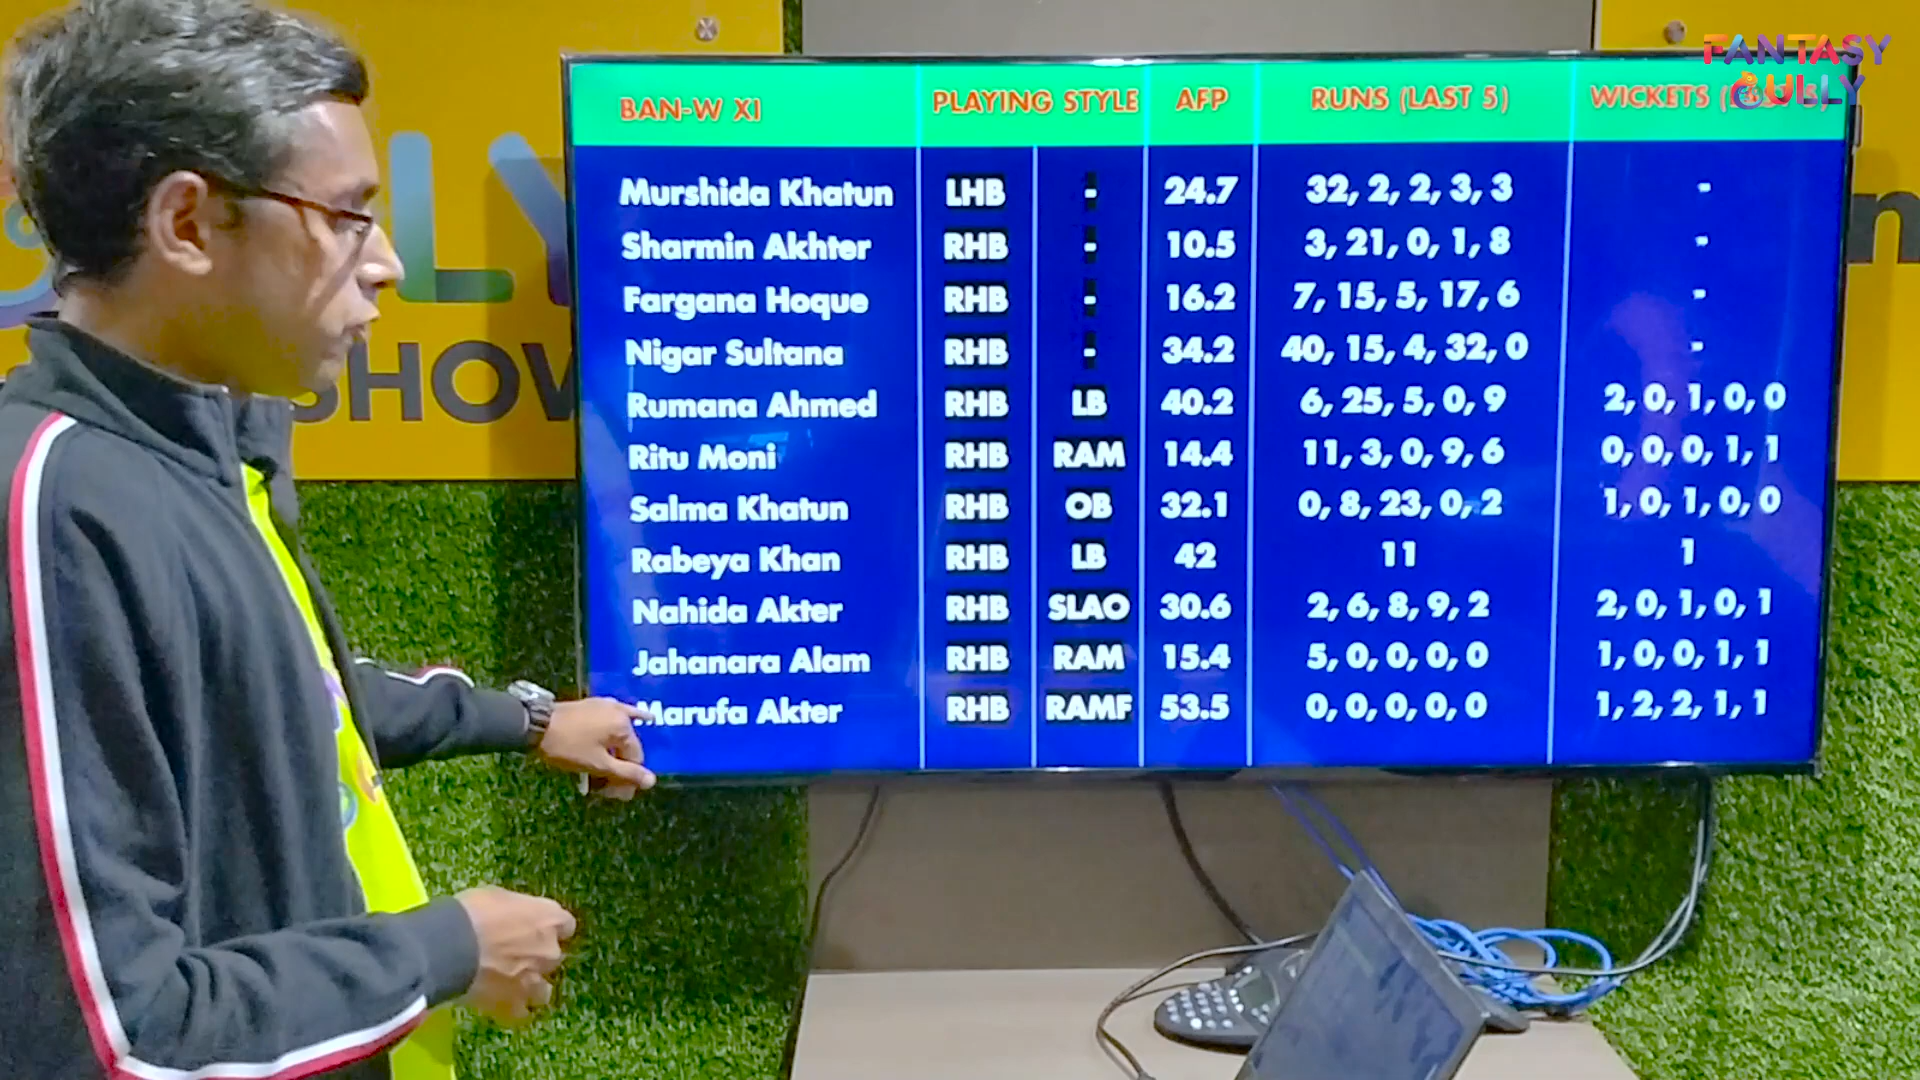 FANTASY
GULLY
BAN-W XI PLAYING STYLE AFP RUNS (LAST 5) WICKETS
Murshida Khatun LHB - 24.7 32, 2, 2, 3, 3 -
Sharmin Akhter RHB - 10.5 3, 21, 0, 1, 8 -
Fargana Hoque RHB - 16.2 7, 15, 5, 17, 6 -
Nigar Sultana RHB - 34.2 40, 15, 4, 32, 0 -
Rumana Ahmed RHB LB 40.2 6, 25, 5, 0, 9 2, 0, 1, 0, 0
Ritu Moni RHB RAM 14.4 11, 3, 0, 9, 6 0, 0, 0, 1, 1
Salma Khatun RHB OB 32.1 0, 8, 23, 0, 2 1, 0, 1, 0, 0
Rabeya Khan RHB LB 42 11 1
Nahida Akter RHB SLAO 30.6 2, 6, 8, 9, 2 2, 0, 1, 0, 1
Jahanara Alam RHB RAM 15.4 5, 0, 0, 0, 0 1, 0, 0, 1, 1
Marufa Akter RHB RAMF 53.5 0, 0, 0, 0, 0 1, 2, 2, 1, 1
LLY
SHOW